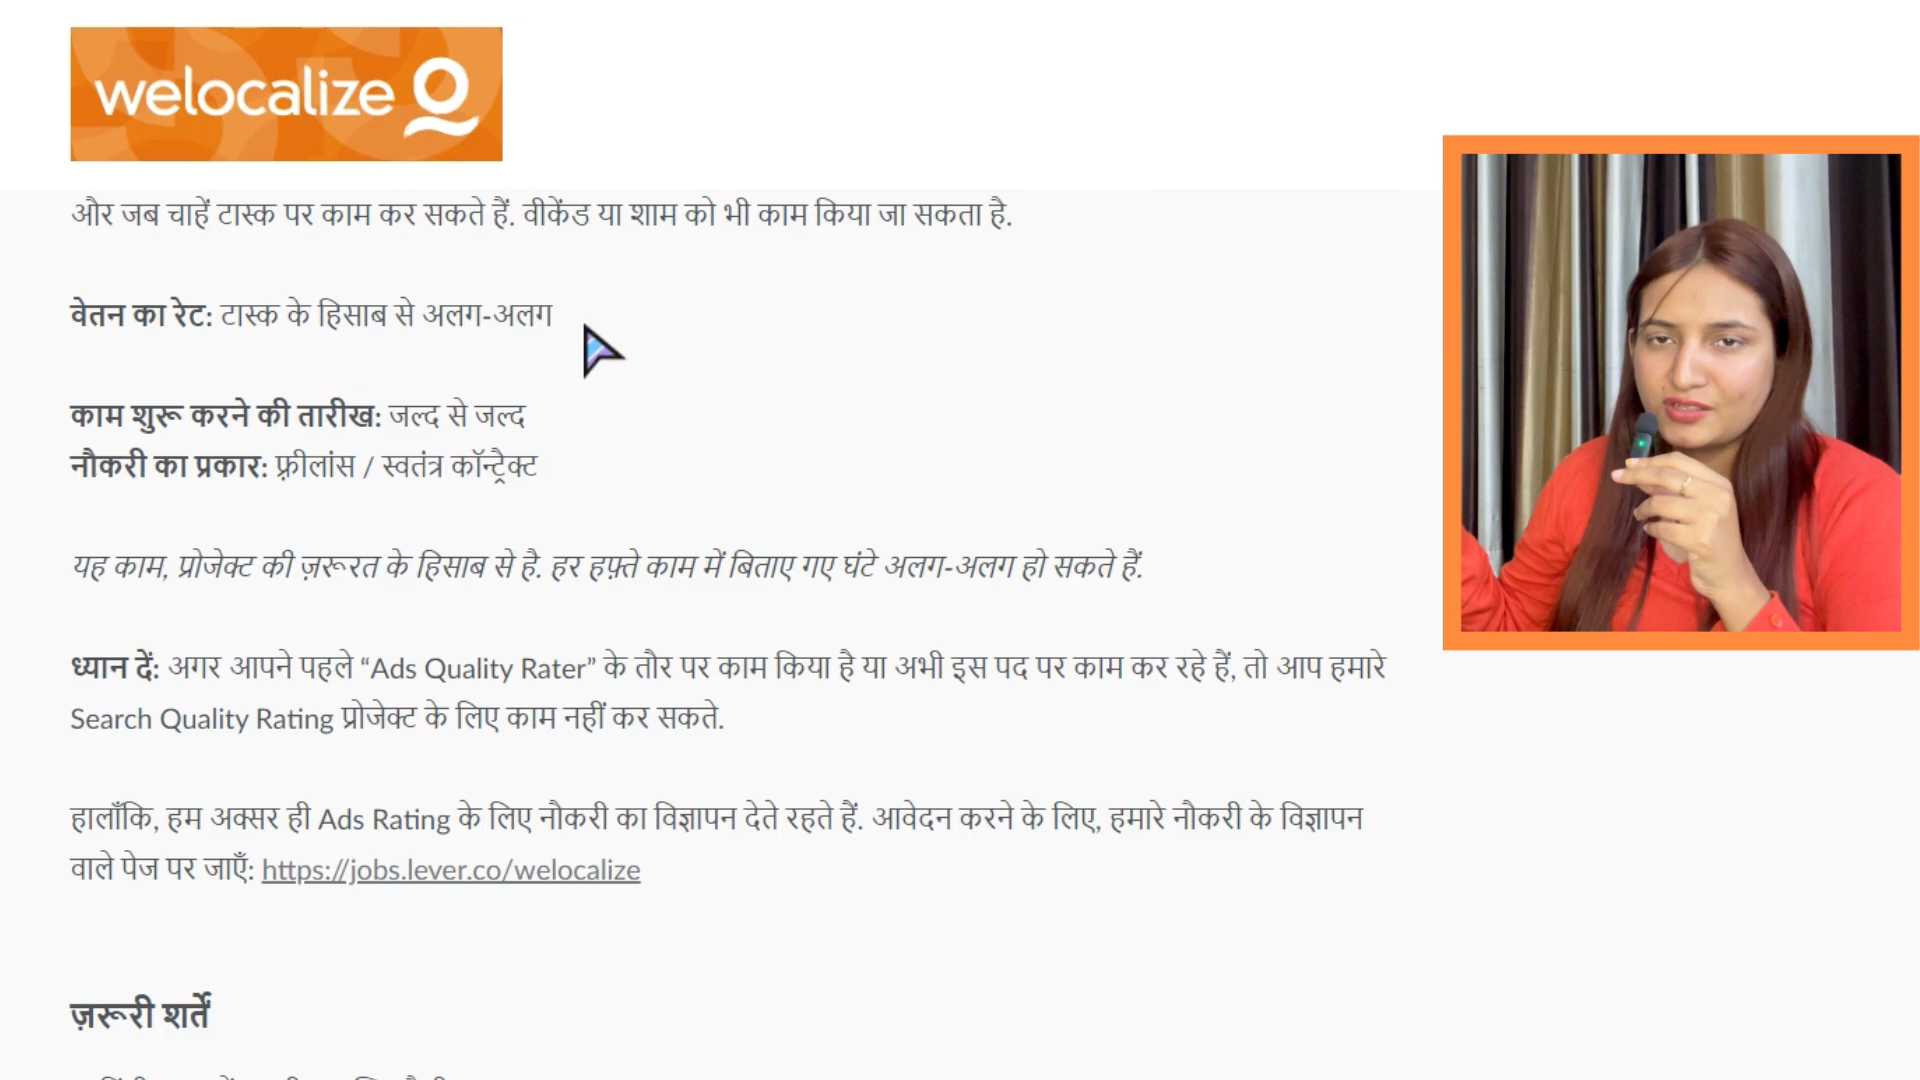 welocalize
और जब चाहें टास्क पर काम कर सकते हैं. वीकेंड या शाम को भी काम किया जा सकता है.
वेतन का रेट: टास्क के हिसाब से अलग-अलग
काम शुरू करने की तारीख: जल्द से जल्द
नौकरी का प्रकार: फ़्रीलांस / स्वतंत्र कॉन्ट्रैक्ट
यह काम, प्रोजेक्ट की ज़रूरत के हिसाब से है. हर हफ़्ते काम में बिताए गए घंटे अलग-अलग हो सकते हैं.
ध्यान दें: अगर आपने पहले “Ads Quality Rater” के तौर पर काम किया है या अभी इस पद पर काम कर रहे हैं, तो आप हमारे
Search Quality Rating प्रोजेक्ट के लिए काम नहीं कर सकते.
हालाँकि, हम अक्सर ही Ads Rating के लिए नौकरी का विज्ञापन देते रहते हैं. आवेदन करने के लिए, हमारे नौकरी के विज्ञापन
वाले पेज पर जाएँ: https://jobs.lever.co/welocalize
ज़रूरी शर्तें